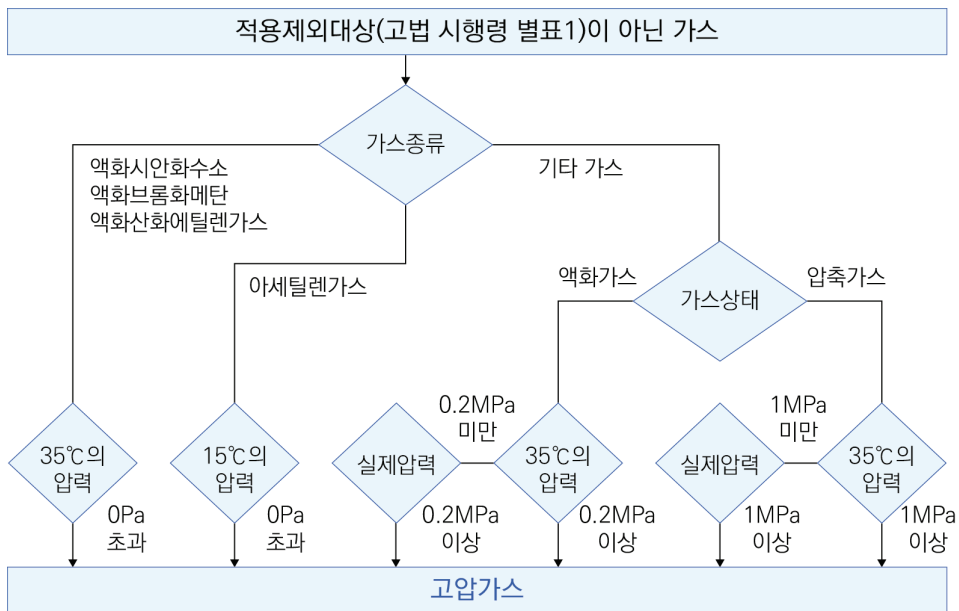 적용제외대상(고법 시행령 별표1)이 아닌 가스
가스종류
액화시안화수소
액화브롬화메탄
액화산화에틸렌가스
기타 가스
아세틸렌가스
액화가스
가스상태
압축가스
0.2MPa
미만
1MPa
미만
35℃의
압력
15℃의
압력
실제압력
35℃의
압력
실제압력
35℃의
압력
0Pa
초과
0Pa
초과
0.2MPa
이상
0.2MPa
이상
1MPa
이상
1MPa
이상
고압가스